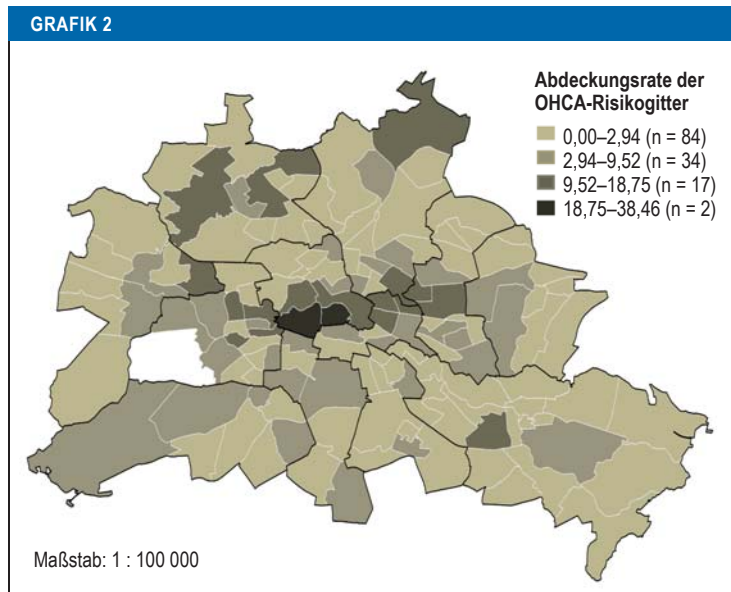 GRAFIK 2
Abdeckungsrate der
OHCA-Risikogitter
0,00–2,94 (n = 84)
2,94–9,52 (n = 34)
9,52–18,75 (n = 17)
18,75–38,46 (n = 2)
Maßstab: 1 : 100 000